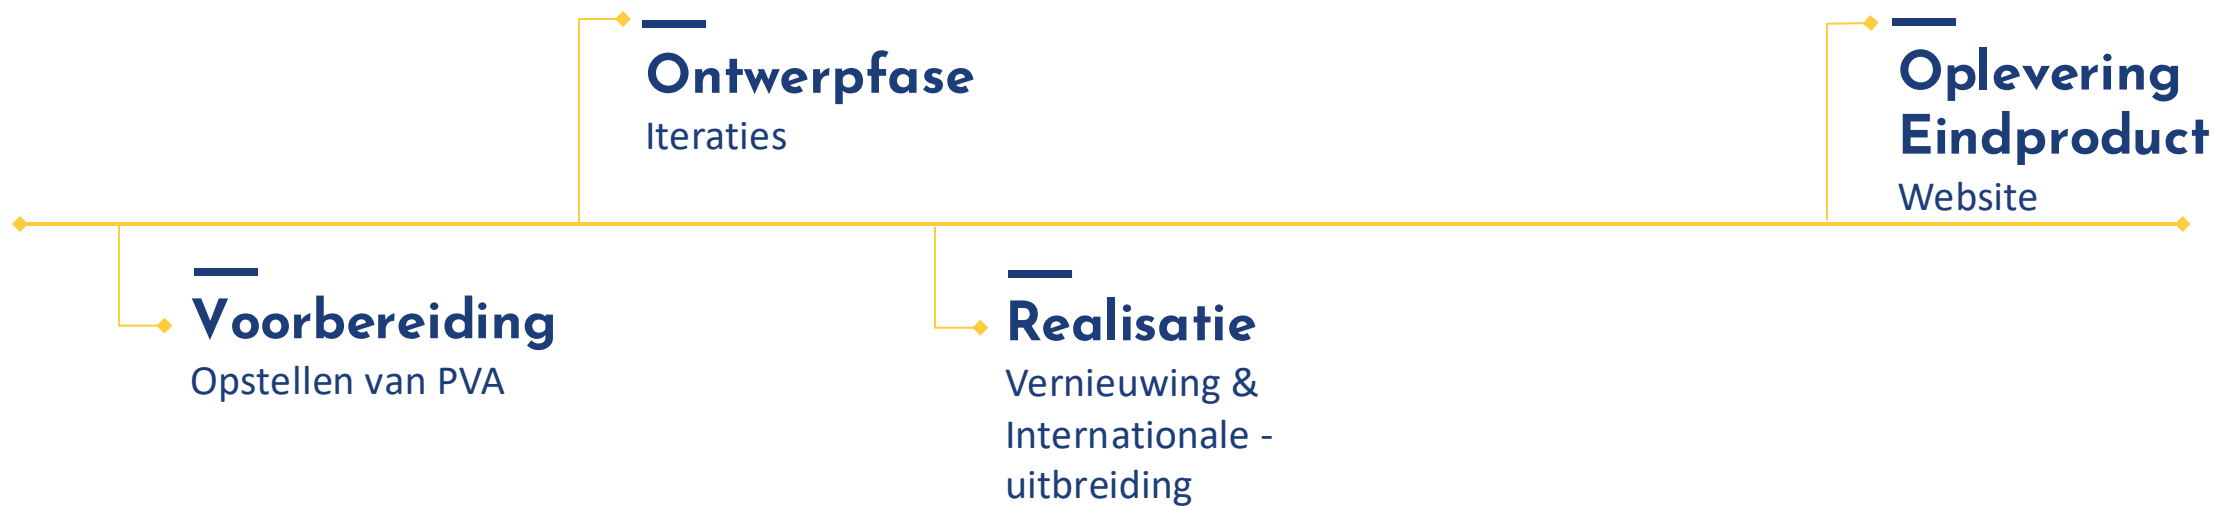 Ontwerpfase
Iteraties
Oplevering
Eindproduct
Website
Voorbereiding
Opstellen van PVA
Realisatie
Vernieuwing &
Internationale -
uitbreiding